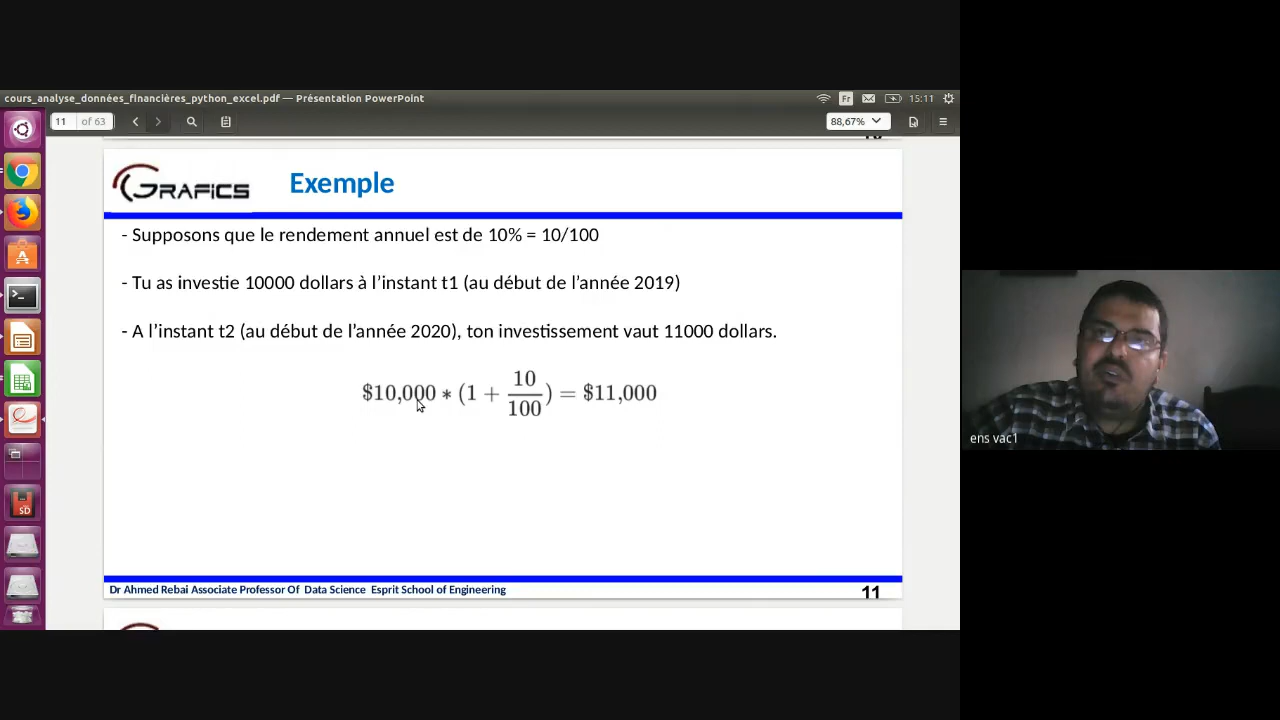 cours_analyse_données_financières_python_excel.pdf — Présentation PowerPoint
Fr
15:11
11 of 63
88,67%
GRAFICS
Exemple
- Supposons que le rendement annuel est de 10% = 10/100
- Tu as investie 10000 dollars à l'instant t1 (au début de l'année 2019)
- A l'instant t2 (au début de l'année 2020), ton investissement vaut 11000 dollars.
$10,000 * (1 + 10/100) = $11,000
ens vac1
SD
Dr Ahmed Rebai Associate Professor Of Data Science Esprit School of Engineering
11